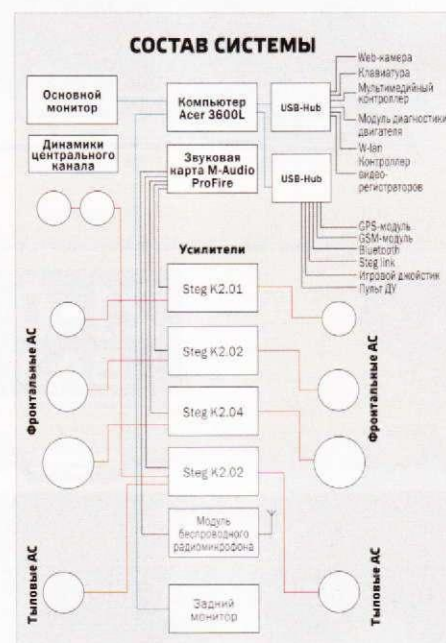 СОСТАВ СИСТЕМЫ
Основной
монитор
Компьютер
Acer 3600L
USB-Hub
Web-камера
Клавиатура
Мультимедийный
контроллер
Модуль диагностики
двигателя
W-lan
Контроллер
видео-
регистраторов
Динамики
центрального
канала
Звуковая
карта M-Audio
ProFire
USB-Hub
GPS-модуль
GSM-модуль
Bluetooth
Steg link
Игровой джойстик
Пульт ДУ
Усилители
Steg K2.01
Steg K2.02
Steg K2.04
Steg K2.02
Фронтальные АС
Фронтальные АС
Модуль
беспроводного
радиомикрофона
Тыловые АС
Тыловые АС
Задний
монитор